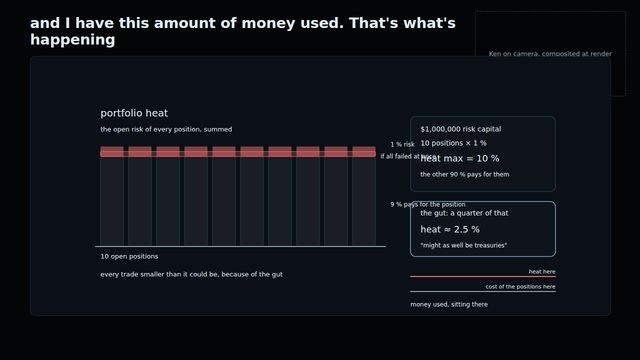 and I have this amount of money used. That's what's
happening
Ken on camera, composited at render
portfolio heat
the open risk of every position, summed
1 % risk
if all failed at once
9 % pays for the position
10 open positions
every trade smaller than it could be, because of the gut
$1,000,000 risk capital
10 positions × 1 %
heat max = 10 %
the other 90 % pays for them
the gut: a quarter of that
heat ≈ 2.5 %
"might as well be treasuries"
heat here
cost of the positions here
money used, sitting there